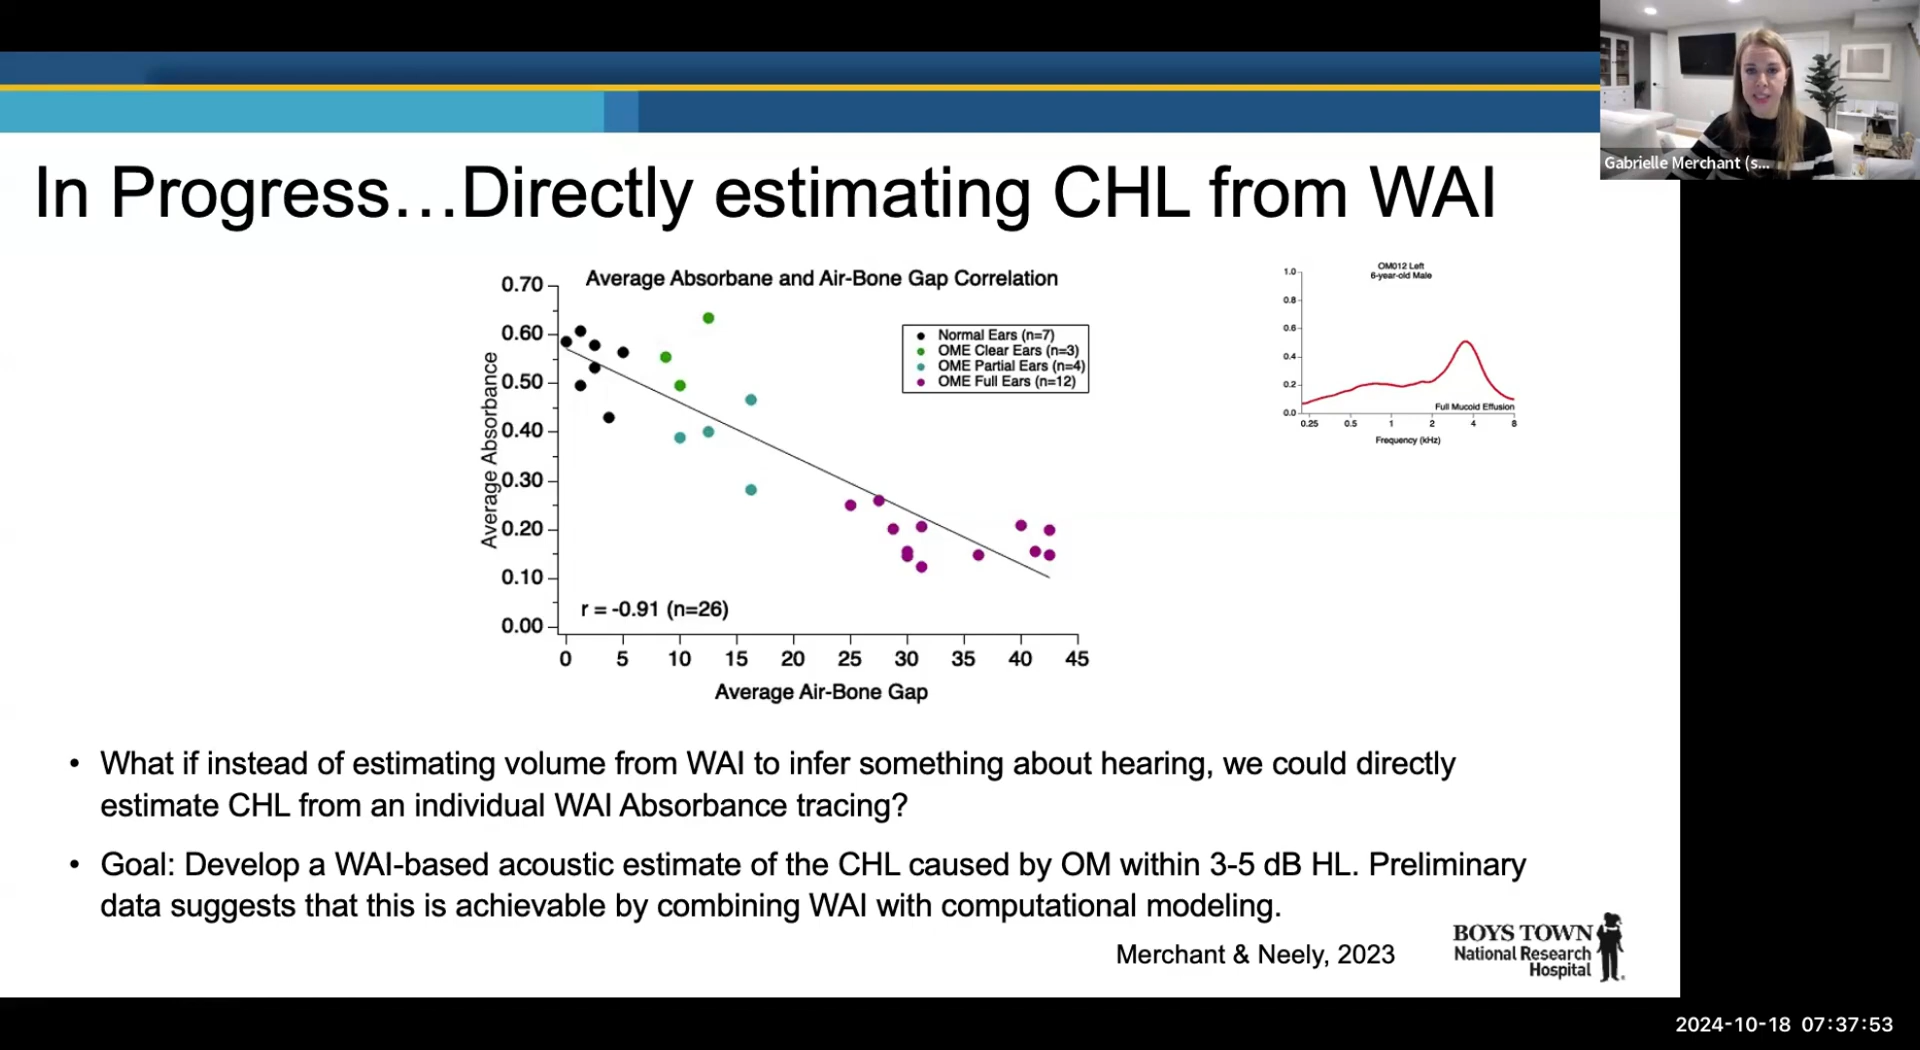 Gabrielle Merchant (s...
In Progress…Directly estimating CHL from WAI
Average Absorbane and Air-Bone Gap Correlation
0.70
0.60
0.50
0.40
0.30
0.20
0.10
0.00
Average Absorbance
Normal Ears (n=7)
OME Clear Ears (n=3)
OME Partial Ears (n=4)
OME Full Ears (n=12)
r = -0.91 (n=26)
0 5 10 15 20 25 30 35 40 45
Average Air-Bone Gap
OM012 Left
6-year-old Male
1.0
0.8
0.6
0.4
0.2
0.0
Full Mucoid Effusion
0.25 0.5 1 2 4 8
Frequency (kHz)
• What if instead of estimating volume from WAI to infer something about hearing, we could directly
estimate CHL from an individual WAI Absorbance tracing?
• Goal: Develop a WAI-based acoustic estimate of the CHL caused by OM within 3-5 dB HL. Preliminary
data suggests that this is achievable by combining WAI with computational modeling.
Merchant & Neely, 2023
BOYS TOWN
National Research
Hospital
2024-10-18 07:37:53